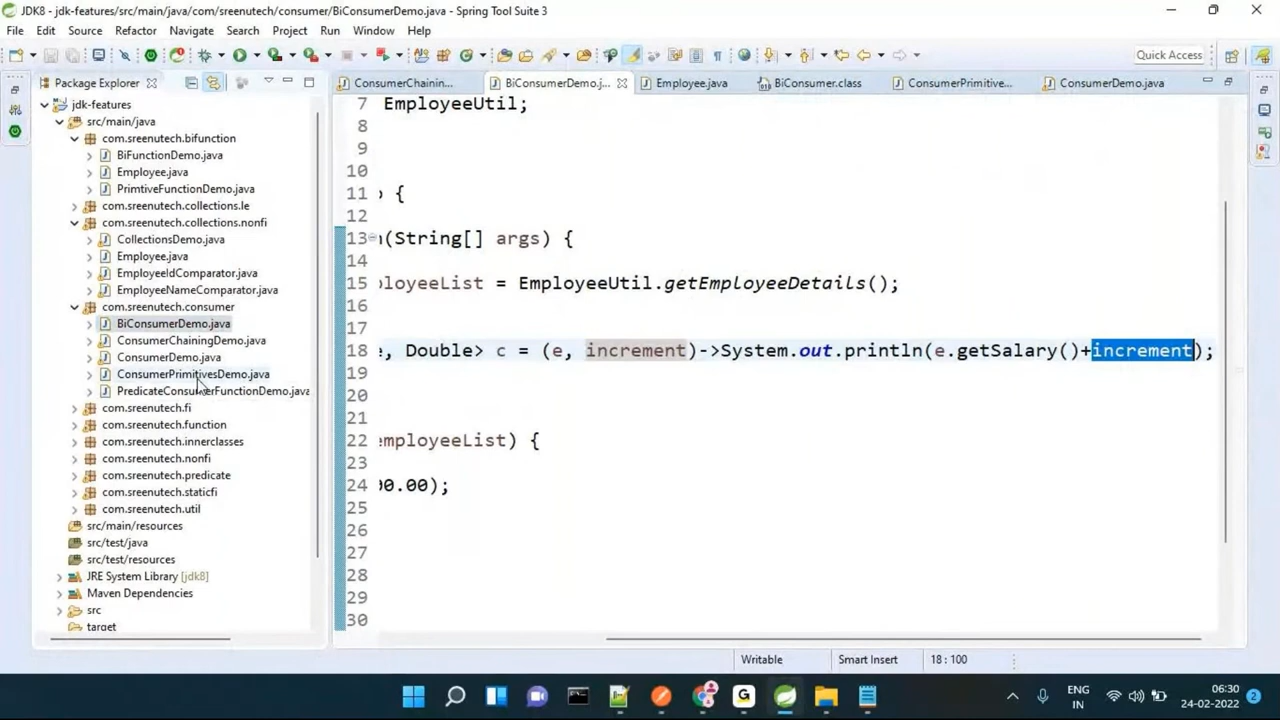 JDK8 - jdk-features/src/main/java/com/sreenutech/consumer/BiConsumerDemo.java - Spring Tool Suite 3
File Edit Source Refactor Navigate Search Project Run Window Help
Quick Access
Package Explorer
ConsumerChainin... BiConsumerDemo.j... Employee.java BiConsumer.class ConsumerPrimitive... ConsumerDemo.java
jdk-features
src/main/java
com.sreenutech.bifunction
BiFunctionDemo.java
Employee.java
PrimtiveFunctionDemo.java
com.sreenutech.collections.le
com.sreenutech.collections.nonfi
CollectionsDemo.java
Employee.java
EmployeeIdComparator.java
EmployeeNameComparator.java
com.sreenutech.consumer
BiConsumerDemo.java
ConsumerChainingDemo.java
ConsumerDemo.java
ConsumerPrimitivesDemo.java
PredicateConsumerFunctionDemo.java
com.sreenutech.fi
com.sreenutech.function
com.sreenutech.innerclasses
com.sreenutech.nonfi
com.sreenutech.predicate
com.sreenutech.staticfi
com.sreenutech.util
src/main/resources
src/test/java
src/test/resources
JRE System Library [jdk8]
Maven Dependencies
src
target
7 EmployeeUtil;
8
9
10
11 o {
12
13 n(String[] args) {
14
15 ployeeList = EmployeeUtil.getEmployeeDetails();
16
17
18 e, Double> c = (e, increment)->System.out.println(e.getSalary()+increment);
19
20
21
22 employeeList) {
23
24 00.00);
25
26
27
28
29
30
Writable Smart Insert 18 : 100
ENG
IN
06:30
24-02-2022
2